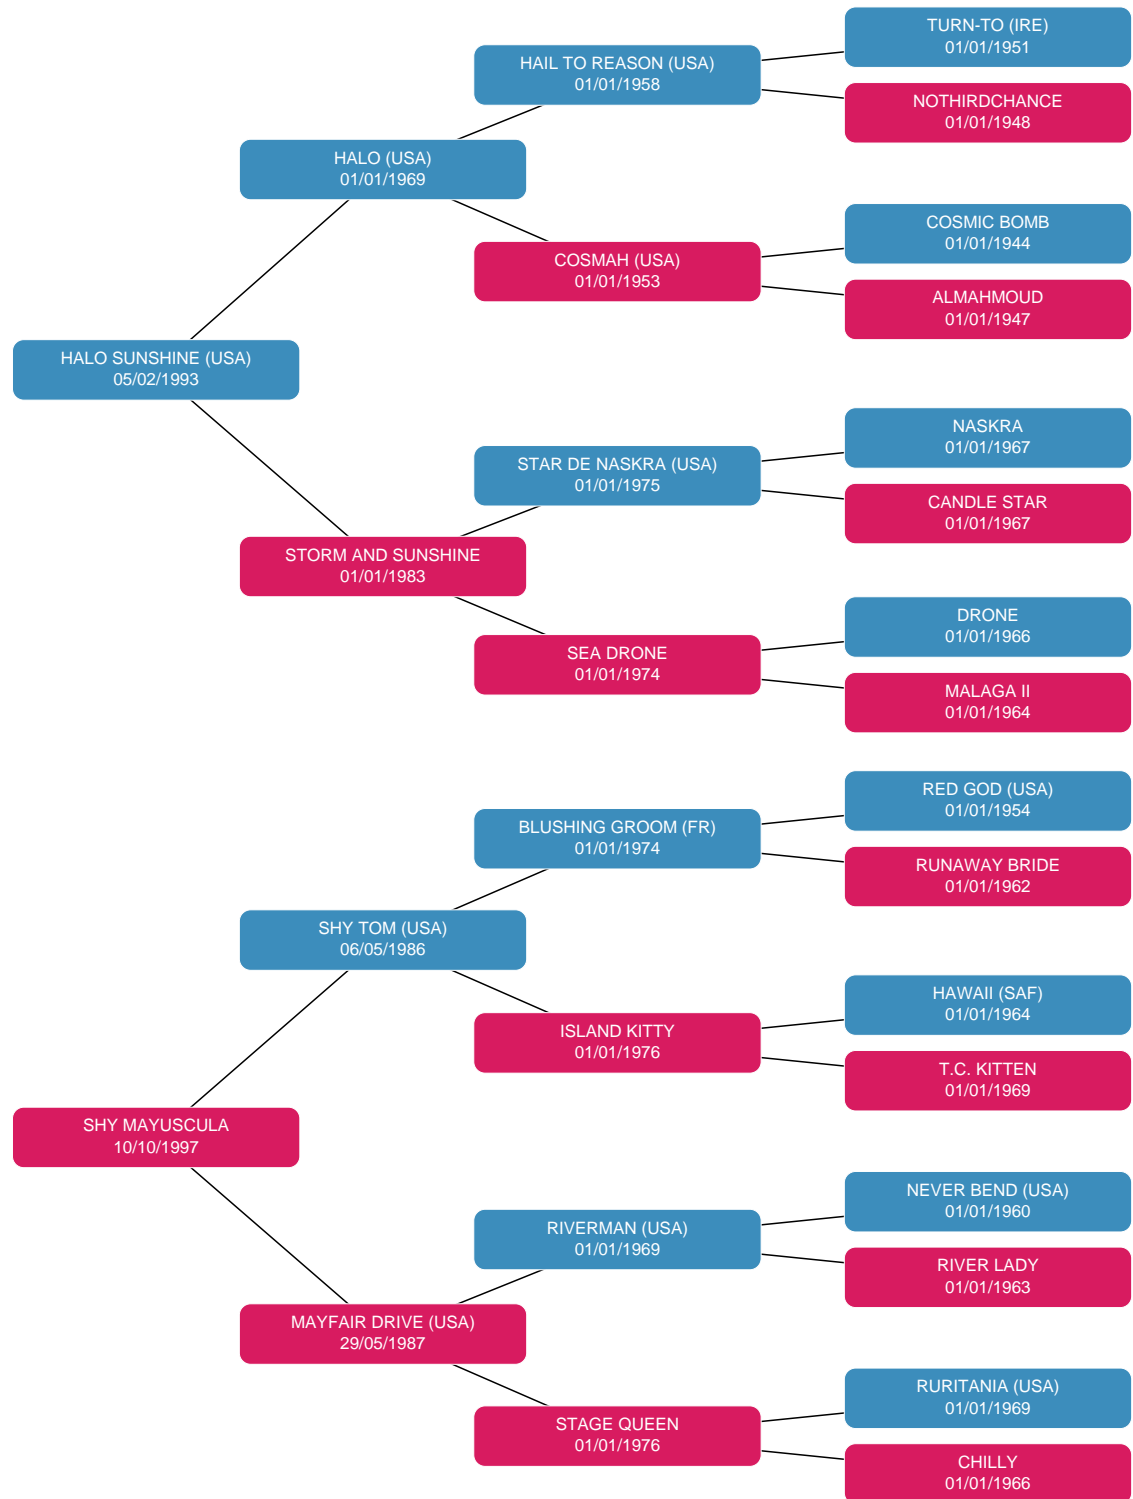 TURN-TO (IRE)
01/01/1951
HAIL TO REASON (USA)
01/01/1958
NOTHIRDCHANCE
01/01/1948
HALO (USA)
01/01/1969
COSMIC BOMB
01/01/1944
COSMAH (USA)
01/01/1953
ALMAHMOUD
01/01/1947
HALO SUNSHINE (USA)
05/02/1993
NASKRA
01/01/1967
STAR DE NASKRA (USA)
01/01/1975
CANDLE STAR
01/01/1967
STORM AND SUNSHINE
01/01/1983
DRONE
01/01/1966
SEA DRONE
01/01/1974
MALAGA II
01/01/1964
RED GOD (USA)
01/01/1954
BLUSHING GROOM (FR)
01/01/1974
RUNAWAY BRIDE
01/01/1962
SHY TOM (USA)
06/05/1986
HAWAII (SAF)
01/01/1964
ISLAND KITTY
01/01/1976
T.C. KITTEN
01/01/1969
SHY MAYUSCULA
10/10/1997
NEVER BEND (USA)
01/01/1960
RIVERMAN (USA)
01/01/1969
RIVER LADY
01/01/1963
MAYFAIR DRIVE (USA)
29/05/1987
RURITANIA (USA)
01/01/1969
STAGE QUEEN
01/01/1976
CHILLY
01/01/1966